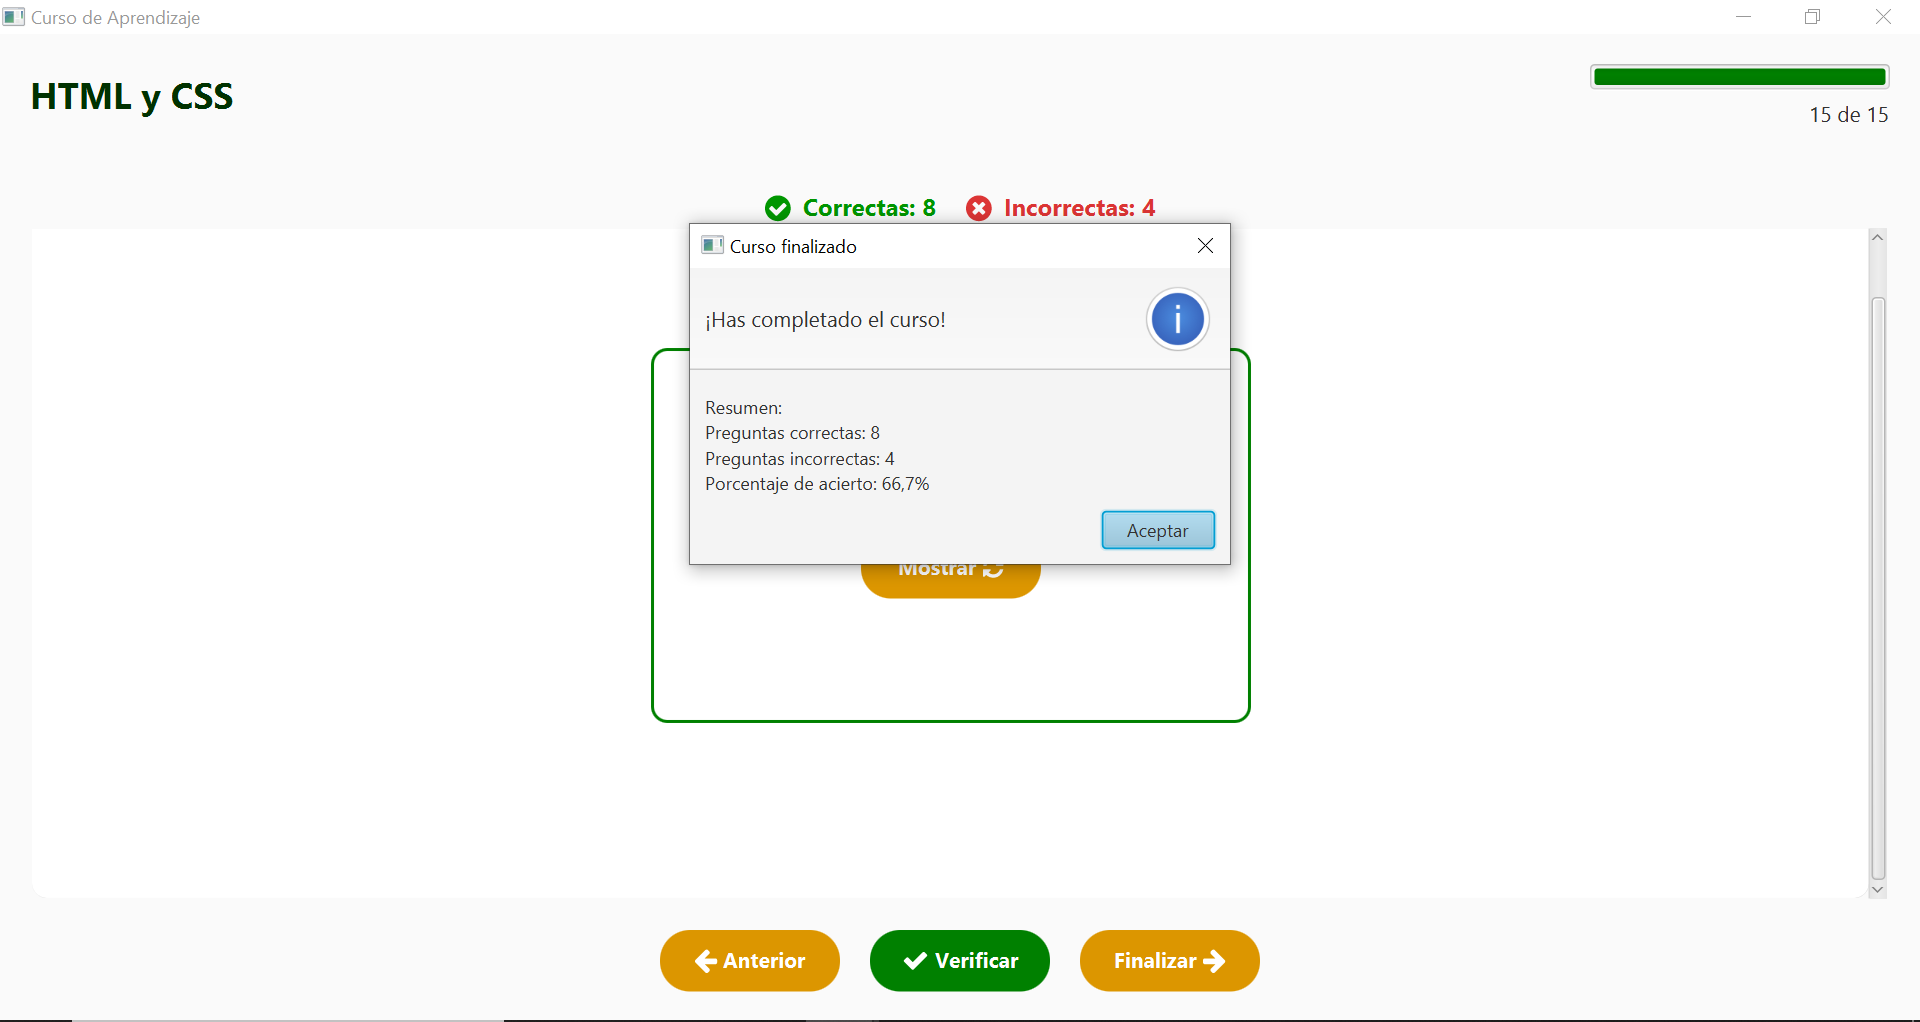 Curso de Aprendizaje
HTML y CSS
15 de 15
Correctas: 8
Incorrectas: 4
Curso finalizado
¡Has completado el curso!
Resumen:
Preguntas correctas: 8
Preguntas incorrectas: 4
Porcentaje de acierto: 66,7%
Aceptar
Mostrar
Anterior
Verificar
Finalizar